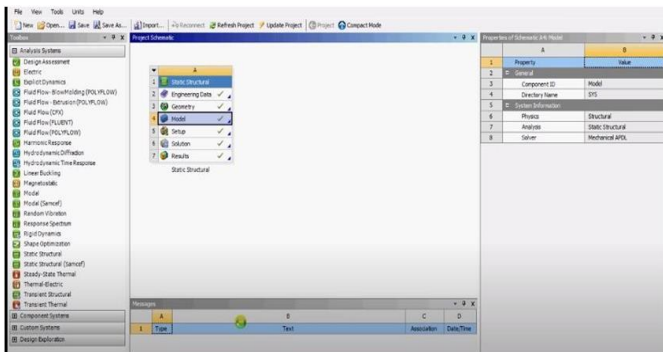 File View Tools Units Help
New Open... Save Save As... Import... Reconnect Refresh Project Update Project Project Compact Mode
Toolbox
Analysis Systems
Design Assessment
Electric
Explicit Dynamics
Fluid Flow - BlowMolding (POLYFLOW)
Fluid Flow - Extrusion (POLYFLOW)
Fluid Flow (CFX)
Fluid Flow (FLUENT)
Fluid Flow (POLYFLOW)
Harmonic Response
Hydrodynamic Diffraction
Hydrodynamic Time Response
Linear Buckling
Magnetostatic
Modal
Modal (Samcef)
Random Vibration
Response Spectrum
Rigid Dynamics
Shape Optimization
Static Structural
Static Structural (Samcef)
Steady-State Thermal
Thermal-Electric
Transient Structural
Transient Thermal
Component Systems
Custom Systems
Design Exploration
Project Schematic
A
1 Static Structural
2 Engineering Data
3 Geometry
4 Model
5 Setup
6 Solution
7 Results
Static Structural
Messages
A B C D
1 Type Text Association Date/Time
Properties of Schematic A4: Model
A B
1 Property Value
2 General
3 Component ID Model
4 Directory Name SYS
5 System Information
6 Physics Structural
7 Analysis Static Structural
8 Solver Mechanical APDL